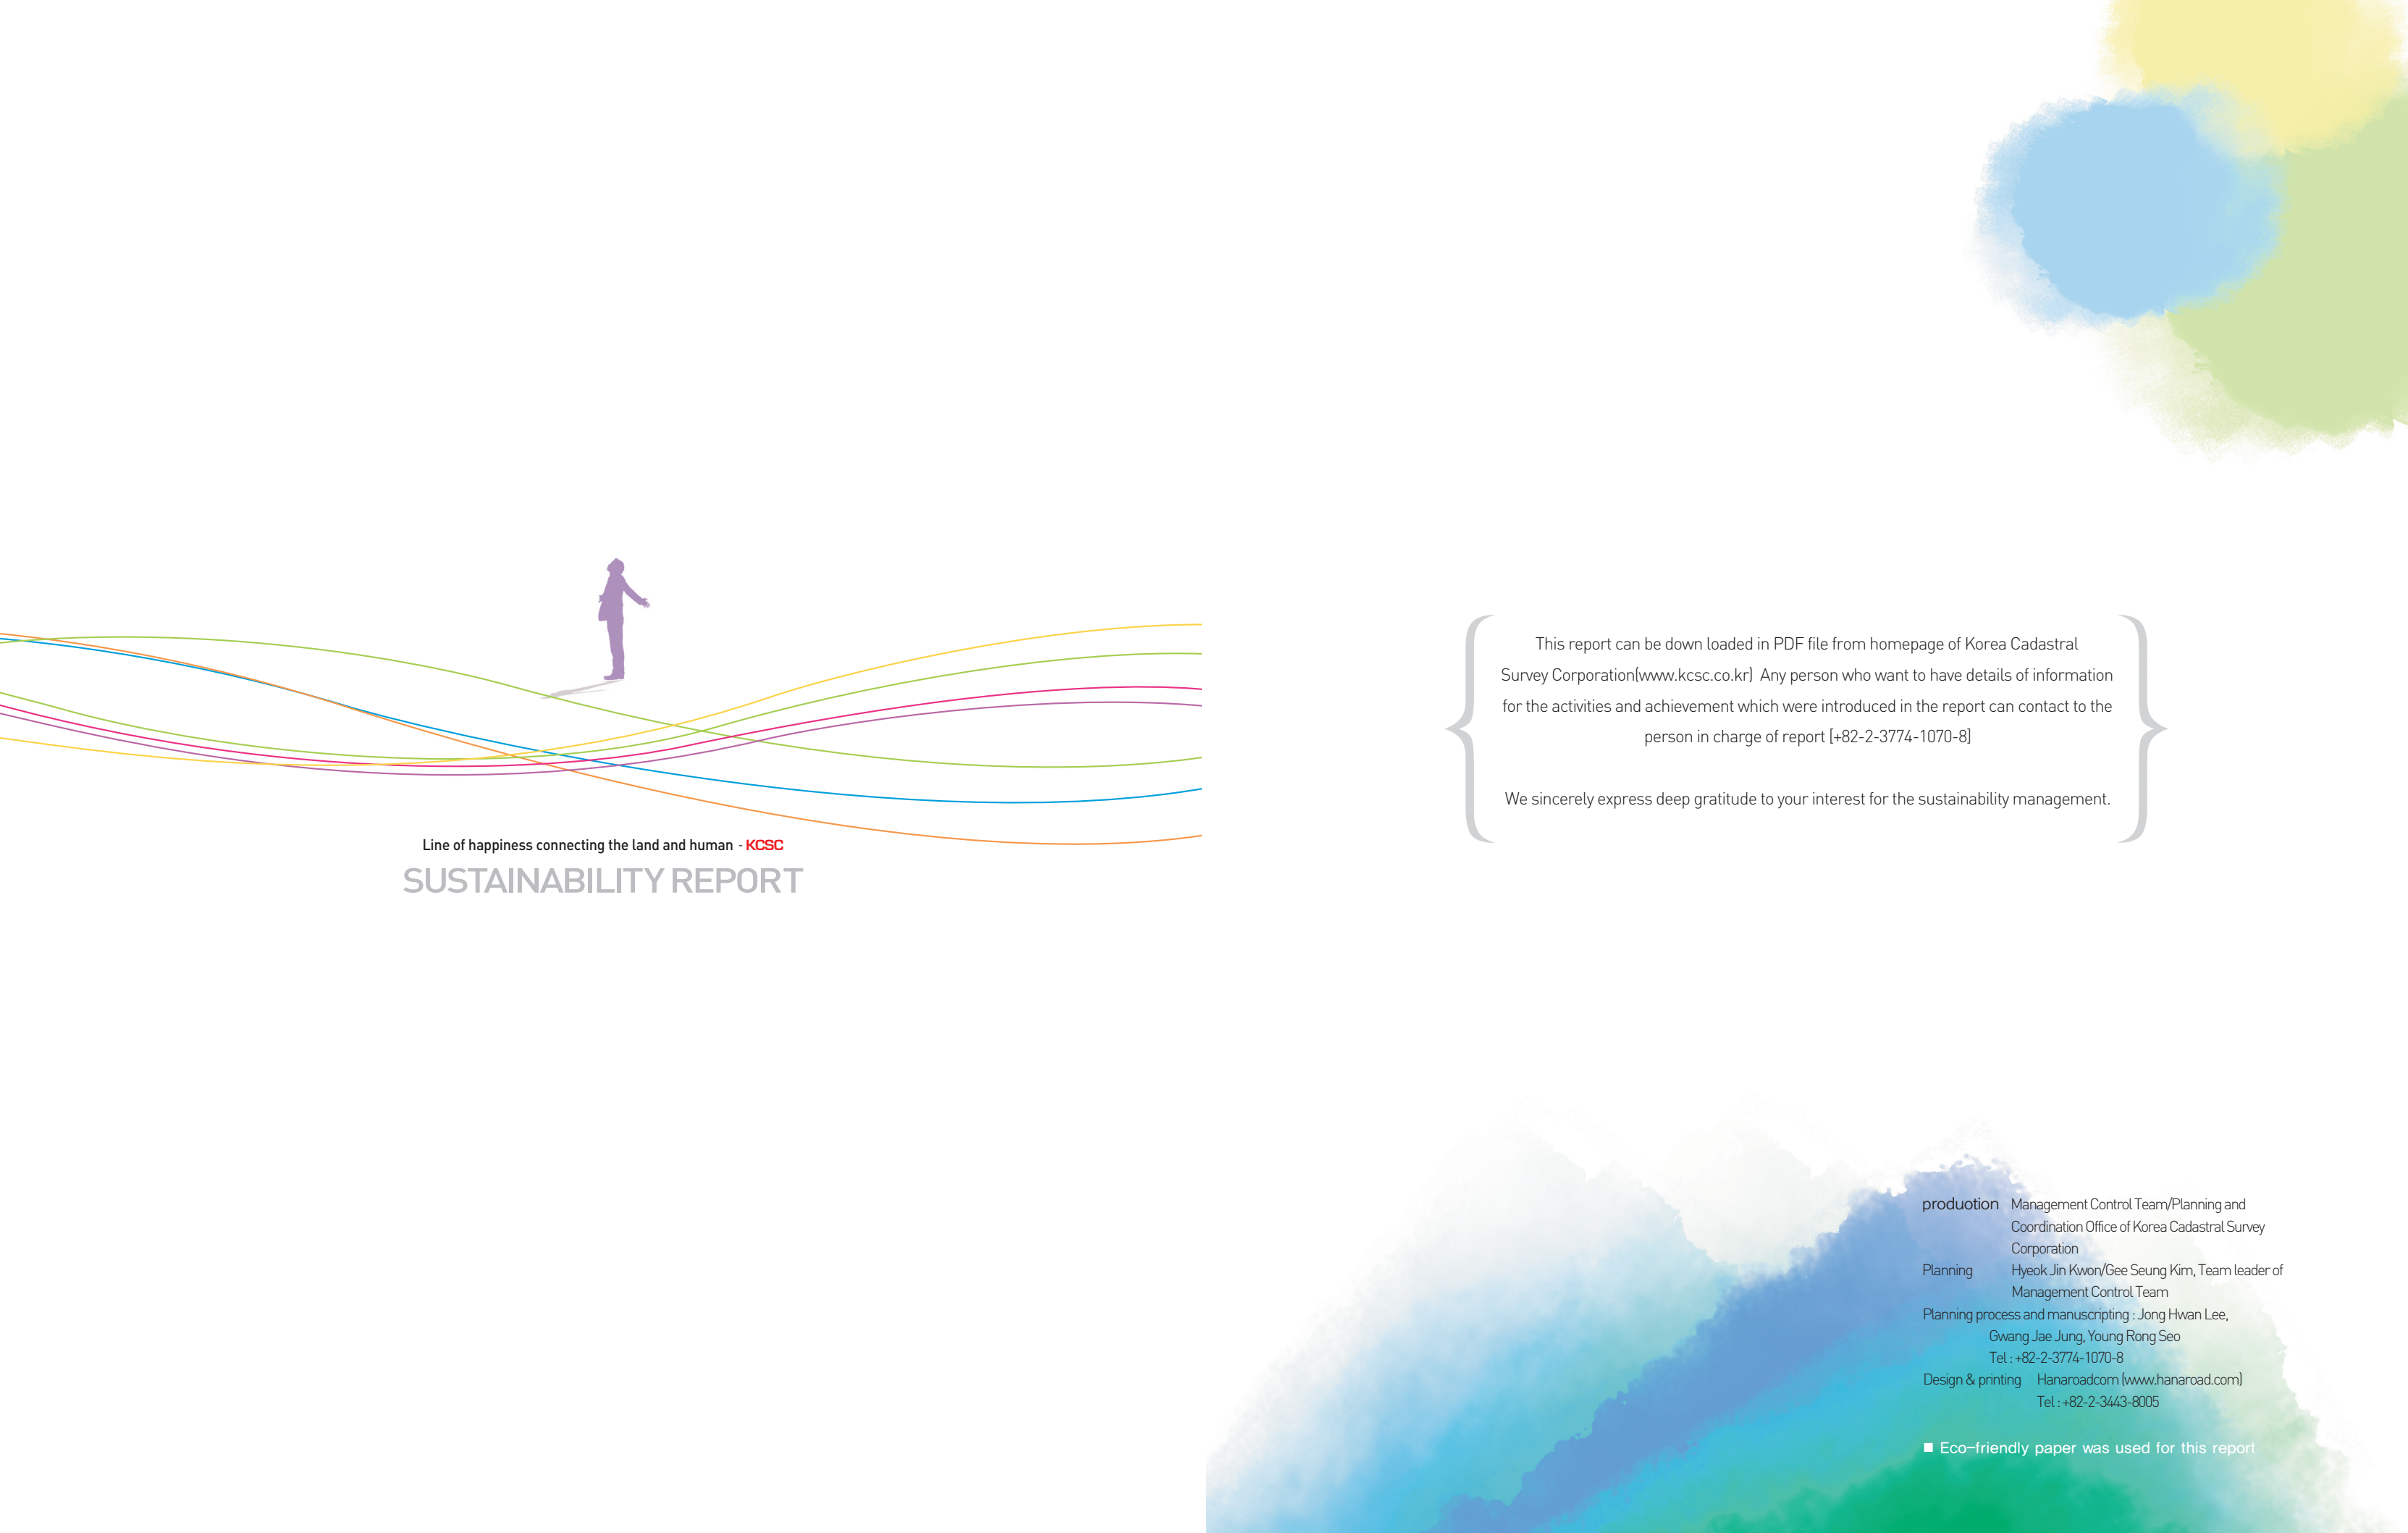 Line of happiness connecting the land and human - KCSC
SUSTAINABILITY REPORT
This report can be down loaded in PDF file from homepage of Korea Cadastral
Survey Corporation(www.kcsc.co.kr) Any person who want to have details of information
for the activities and achievement which were introduced in the report can contact to the
person in charge of report [+82-2-3774-1070-8]
We sincerely express deep gratitude to your interest for the sustainability management.
produotion Management Control Team/Planning and
Coordination Office of Korea Cadastral Survey
Corporation
Planning Hyeok Jin Kwon/Gee Seung Kim, Team leader of
Management Control Team
Planning process and manuscripting : Jong Hwan Lee,
Gwang Jae Jung, Young Rong Seo
Tel : +82-2-3774-1070-8
Design & printing Hanaroadcom (www.hanaroad.com)
Tel : +82-2-3443-8005
■ Eco-friendly paper was used for this report